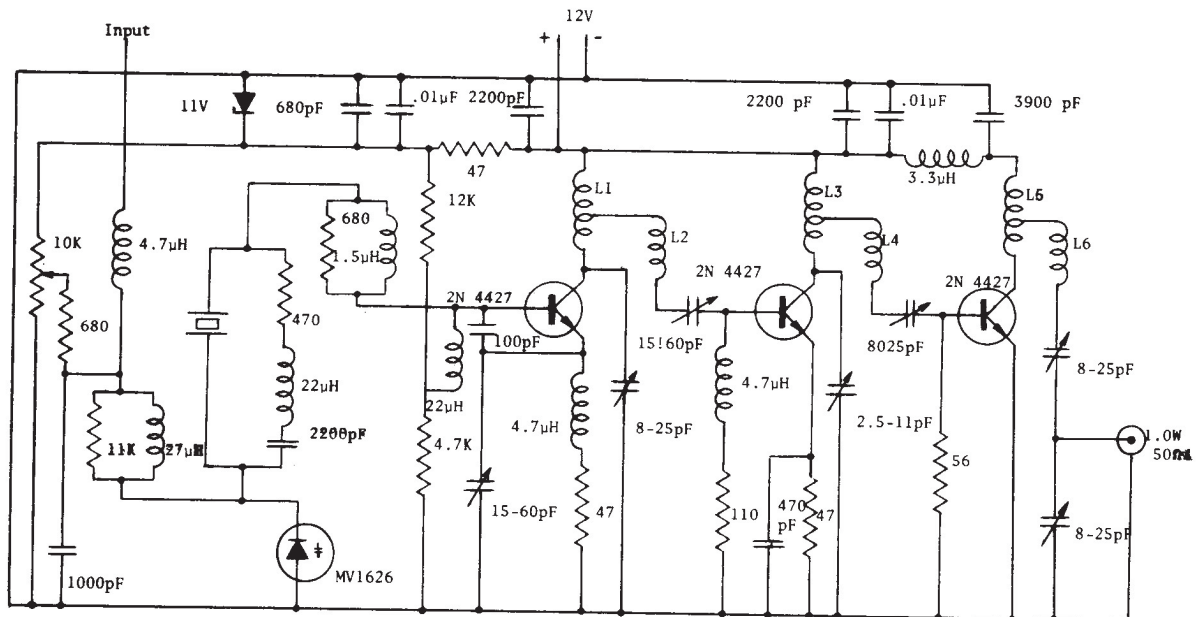 Input
12V
+ -
11V
680pF
.01µF
2200pF
2200 pF
.01µF
3900 pF
47
3.3µH
12K
L1
L2
L3
L4
L5
L6
10K
4.7µH
680
1.5µH
680
470
2N 4427
100pF
2N 4427
15!60pF
2N 4427
8025pF
8-25pF
22µH
22µH
4.7µH
8-25pF
4.7µH
2.5-11pF
11K
27µH
2200pF
4.7K
1.0W
15-60pF
47
110
470
pF
47
56
8-25pF
1000pF
MV1626